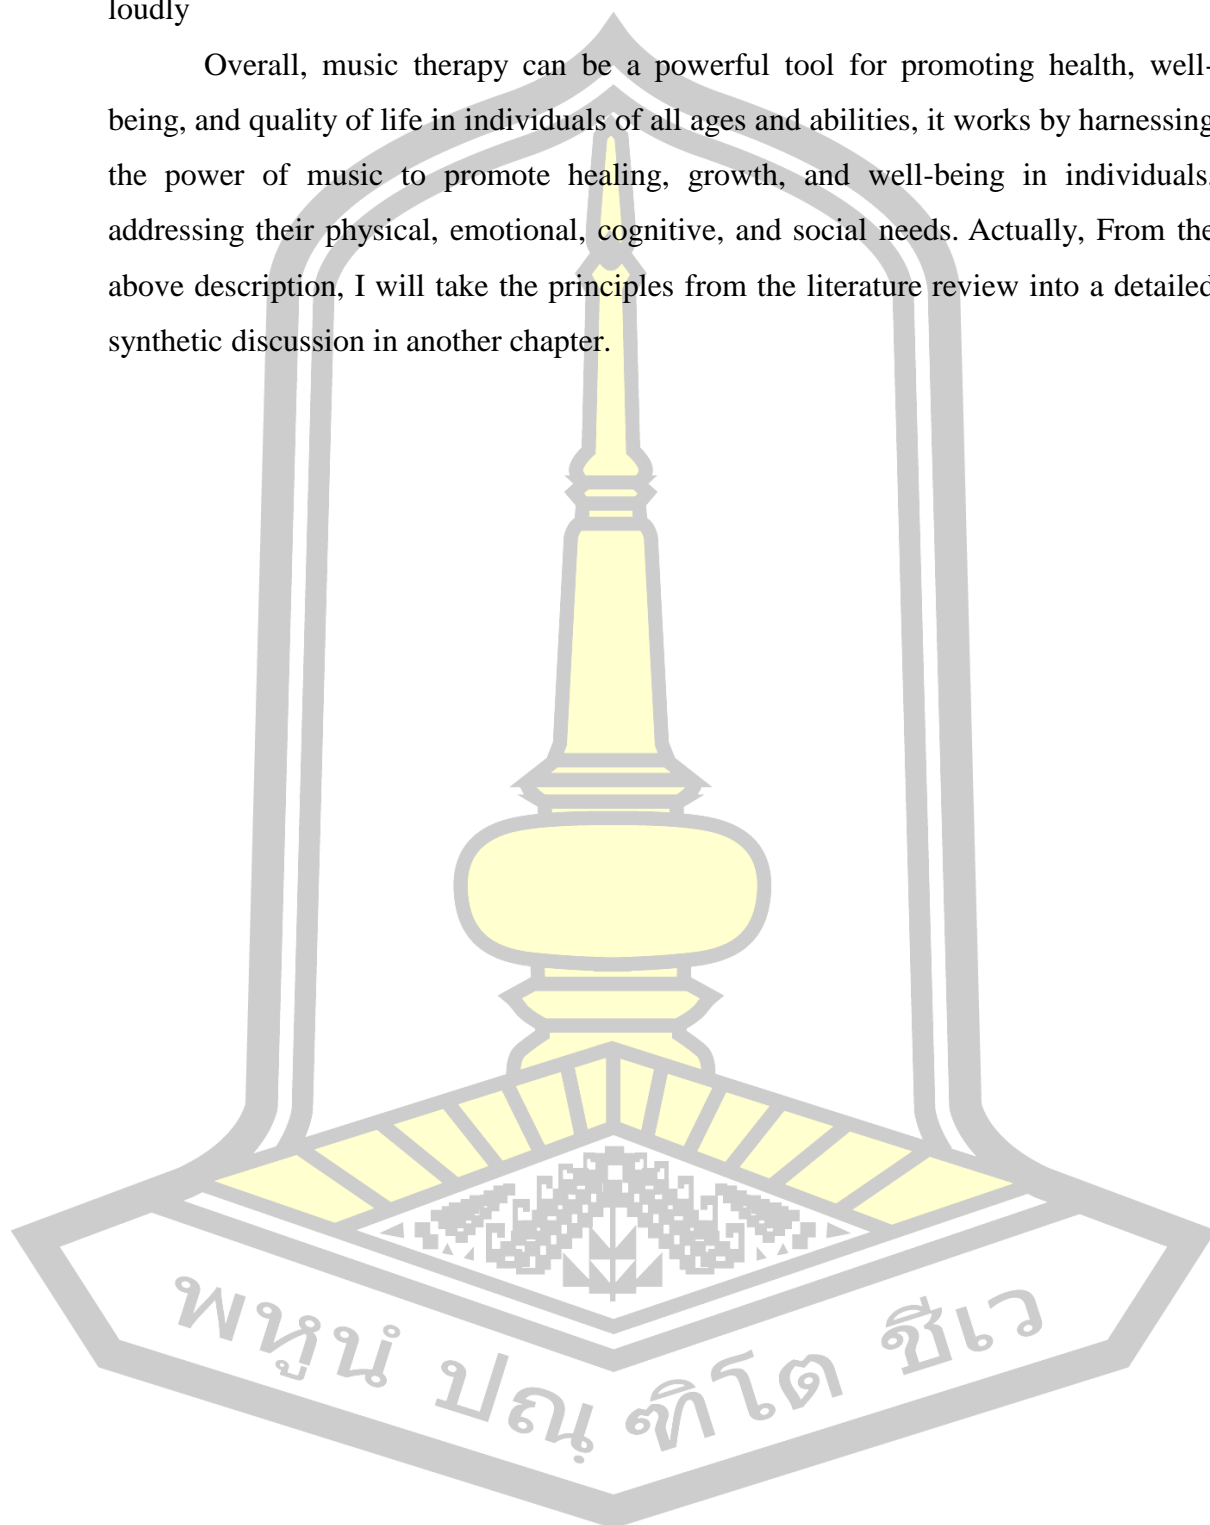 loudly
Overall, music therapy can be a powerful tool for promoting health, well-
being, and quality of life in individuals of all ages and abilities, it works by harnessing
the power of music to promote healing, growth, and well-being in individuals,
addressing their physical, emotional, cognitive, and social needs. Actually, From the
above description, I will take the principles from the literature review into a detailed
synthetic discussion in another chapter.
พหูนํ ปณฺฑิโต ชีเว